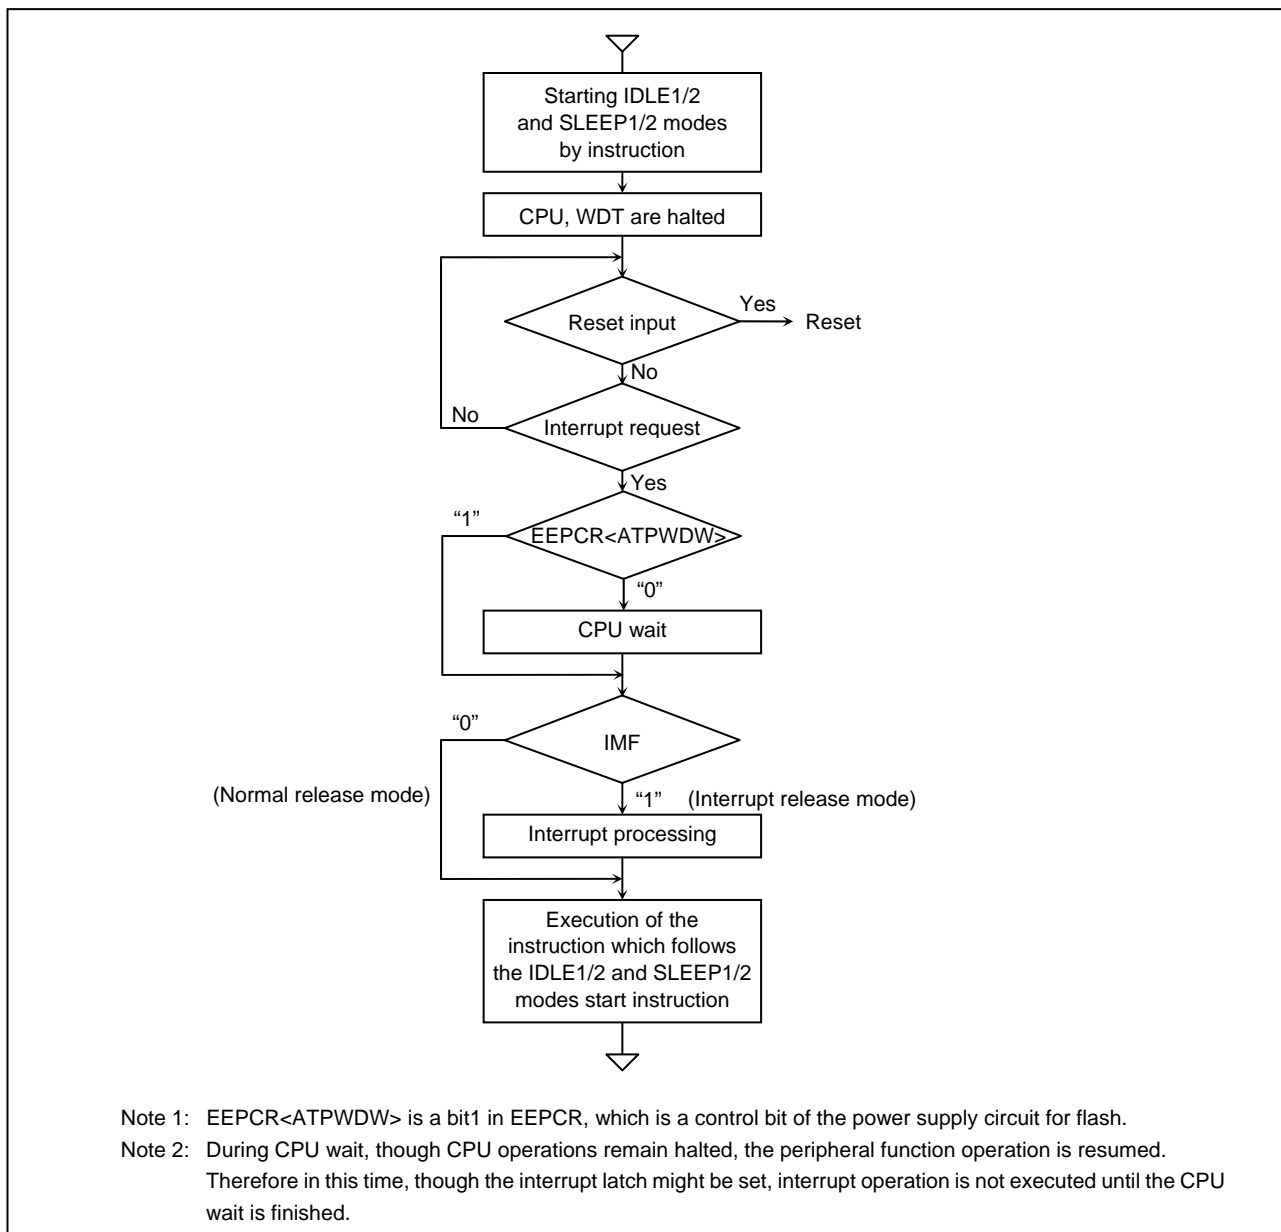 Starting IDLE1/2
and SLEEP1/2 modes
by instruction
CPU, WDT are halted
Yes
Reset input
Reset
No
No
Interrupt request
Yes
“1”
EEPCR<ATPWDW>
“0”
CPU wait
“0”
IMF
(Normal release mode)
“1” (Interrupt release mode)
Interrupt processing
Execution of the
instruction which follows
the IDLE1/2 and SLEEP1/2
modes start instruction
Note 1: EEPCR<ATPWDW> is a bit1 in EEPCR, which is a control bit of the power supply circuit for flash.
Note 2: During CPU wait, though CPU operations remain halted, the peripheral function operation is resumed.
Therefore in this time, though the interrupt latch might be set, interrupt operation is not executed until the CPU
wait is finished.